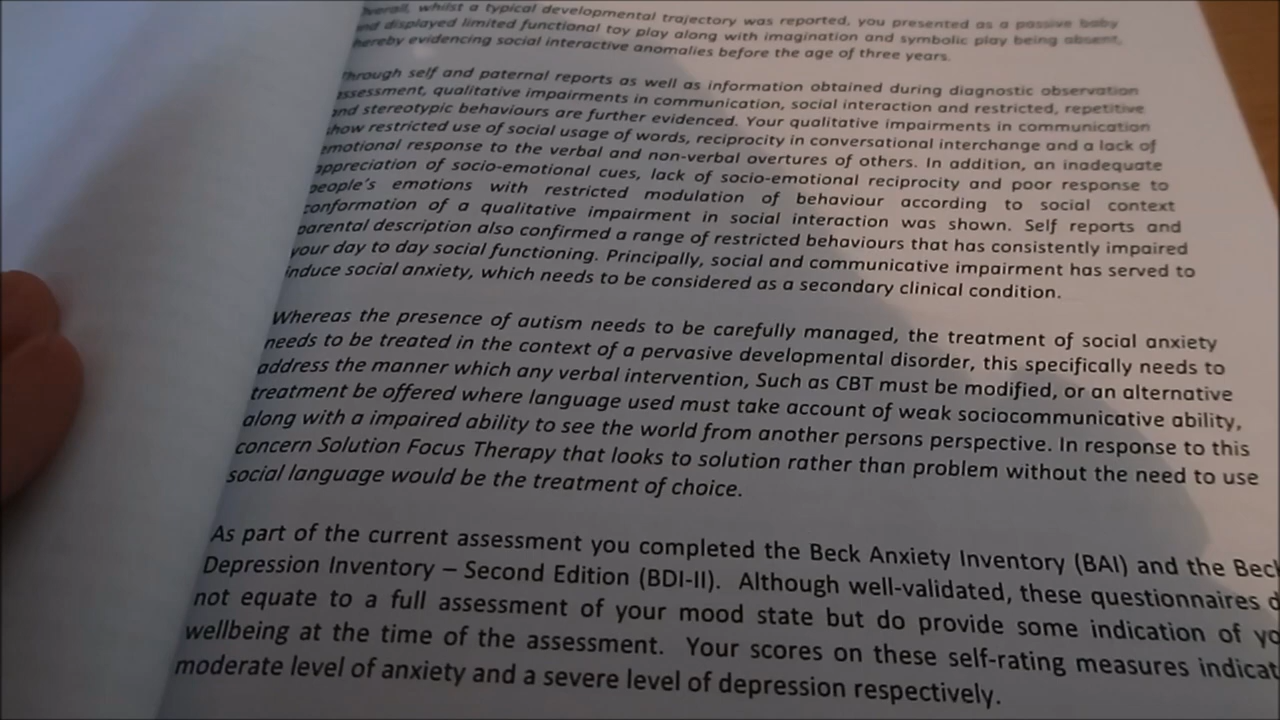 overall, whilst a typical developmental trajectory was reported, you presented as a passive baby
and displayed limited functional toy play along with imagination and symbolic play being absent,
hereby evidencing social interactive anomalies before the age of three years.
through self and paternal reports as well as information obtained during diagnostic observation
assessment, qualitative impairments in communication, social interaction and restricted, repetitive
and stereotypic behaviours are further evidenced. Your qualitative impairments in communication
show restricted use of social usage of words, reciprocity in conversational interchange and a lack of
emotional response to the verbal and non-verbal overtures of others. In addition, an inadequate
appreciation of socio-emotional cues, lack of socio-emotional reciprocity and poor response to
people's emotions with restricted modulation of behaviour according to social context
conformation of a qualitative impairment in social interaction was shown. Self reports and
parental description also confirmed a range of restricted behaviours that has consistently impaired
your day to day social functioning. Principally, social and communicative impairment has served to
induce social anxiety, which needs to be considered as a secondary clinical condition.
Whereas the presence of autism needs to be carefully managed, the treatment of social anxiety
needs to be treated in the context of a pervasive developmental disorder, this specifically needs to
address the manner which any verbal intervention, Such as CBT must be modified, or an alternative
treatment be offered where language used must take account of weak sociocommunicative ability,
along with a impaired ability to see the world from another persons perspective. In response to this
concern Solution Focus Therapy that looks to solution rather than problem without the need to use
social language would be the treatment of choice.
As part of the current assessment you completed the Beck Anxiety Inventory (BAI) and the Beck
Depression Inventory – Second Edition (BDI-II). Although well-validated, these questionnaires d
not equate to a full assessment of your mood state but do provide some indication of yo
wellbeing at the time of the assessment. Your scores on these self-rating measures indicat
moderate level of anxiety and a severe level of depression respectively.